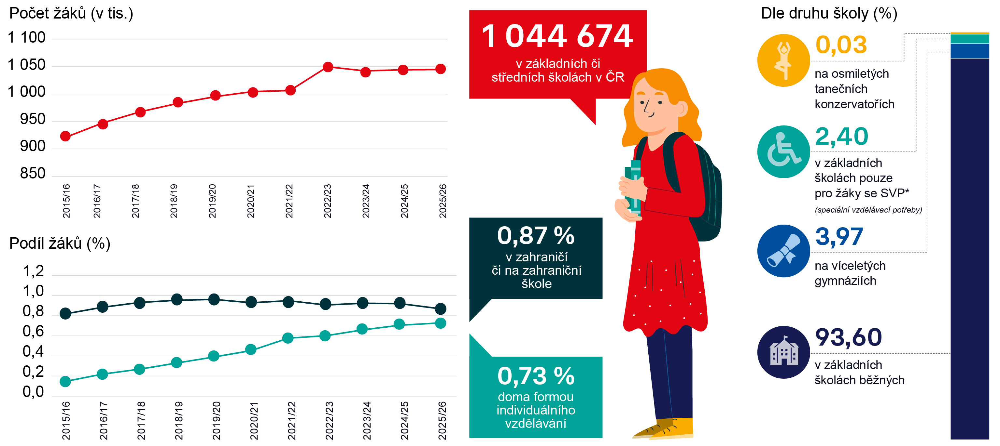 Počet žáků (v tis.)
1 100
1 050
1 000
950
900
850
2015/16
2016/17
2017/18
2018/19
2019/20
2020/21
2021/22
2022/23
2023/24
2024/25
2025/26
Podíl žáků (%)
1,2
1,0
0,8
0,6
0,4
0,2
0,0
2015/16
2016/17
2017/18
2018/19
2019/20
2020/21
2021/22
2022/23
2023/24
2024/25
2025/26
1 044 674
v základních či
středních školách v ČR
0,87 %
v zahraničí
či na zahraniční
škole
0,73 %
doma formou
individuálního
vzdělávání
Dle druhu školy (%)
0,03
na osmiletých
tanečních
konzervatořích
2,40
v základních
školách pouze
pro žáky se SVP*
(speciální vzdělávací potřeby)
3,97
na víceletých
gymnáziích
93,60
v základních
školách běžných